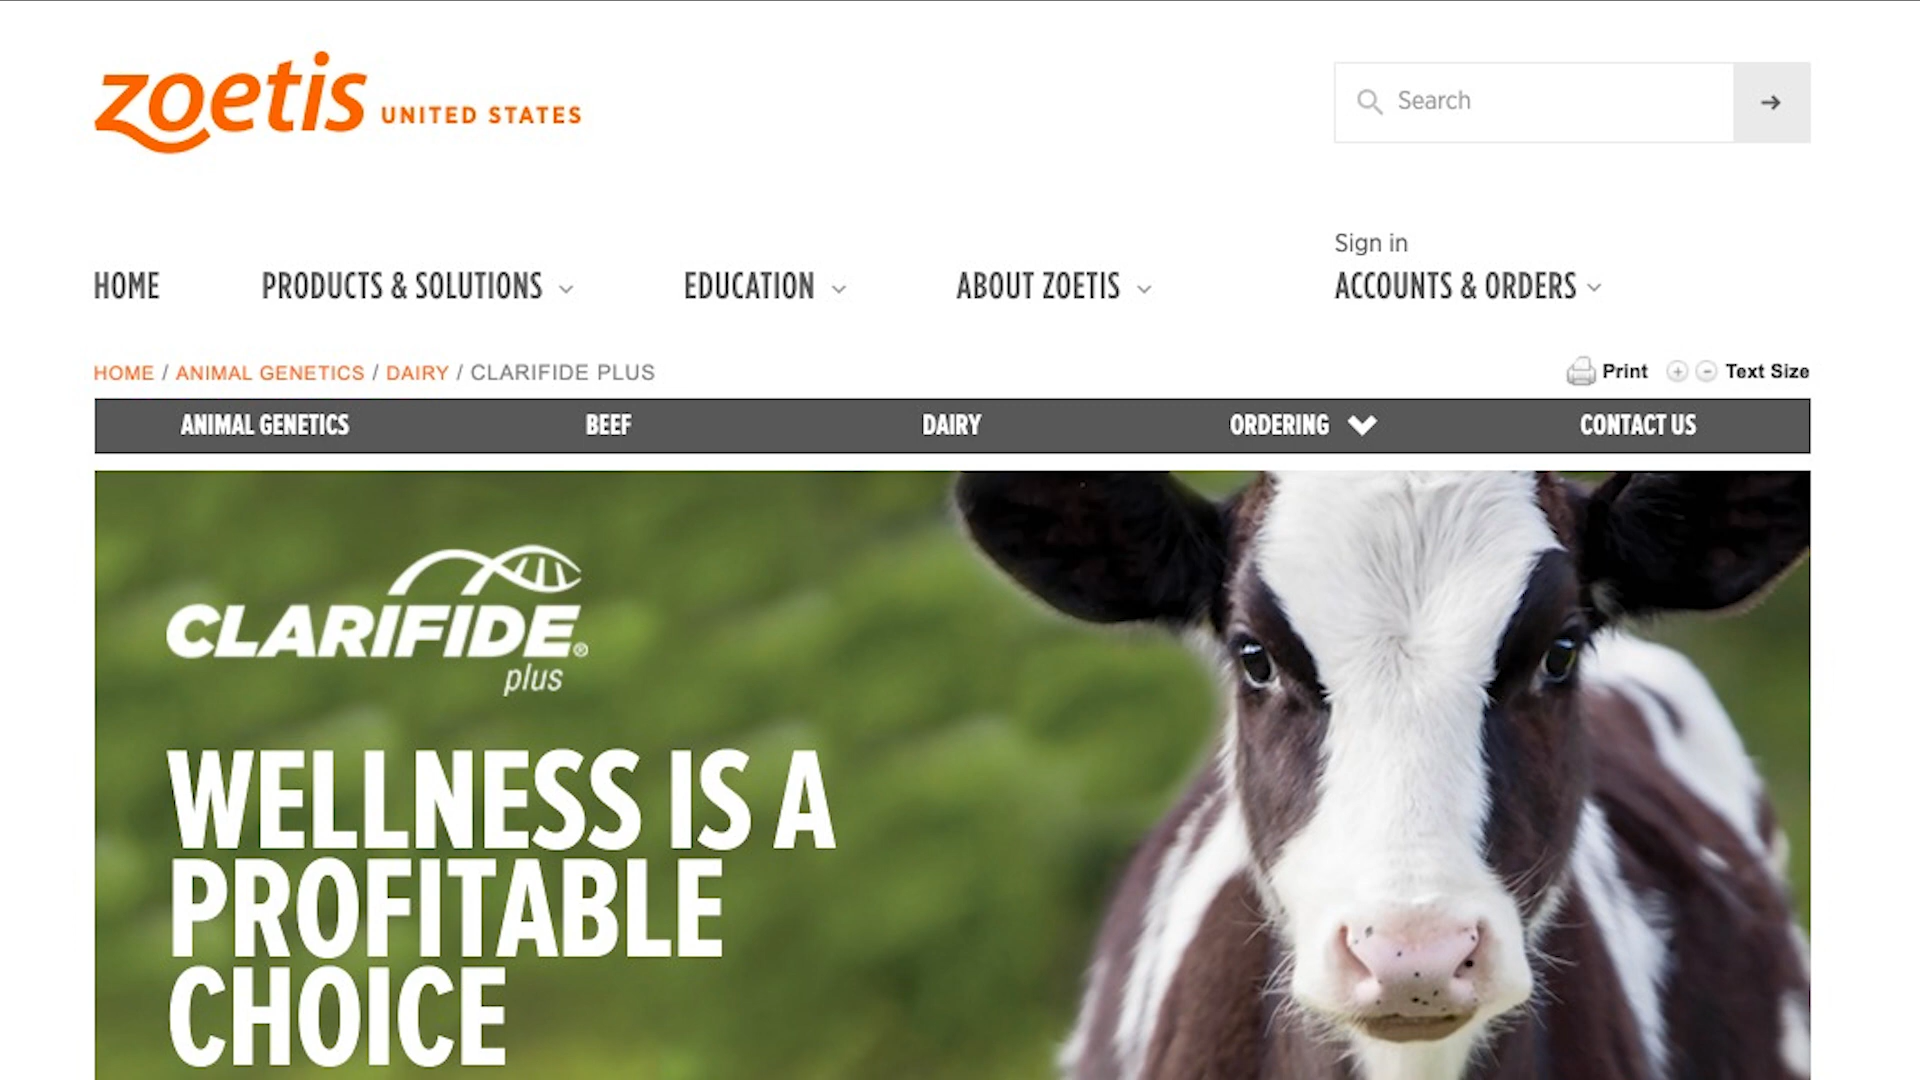 zoetis UNITED STATES
Search
Sign in
HOME PRODUCTS & SOLUTIONS EDUCATION ABOUT ZOETIS ACCOUNTS & ORDERS
HOME / ANIMAL GENETICS / DAIRY / CLARIFIDE PLUS
Print + - Text Size
ANIMAL GENETICS BEEF DAIRY ORDERING CONTACT US
CLARIFIDE®
plus
WELLNESS IS A
PROFITABLE
CHOICE